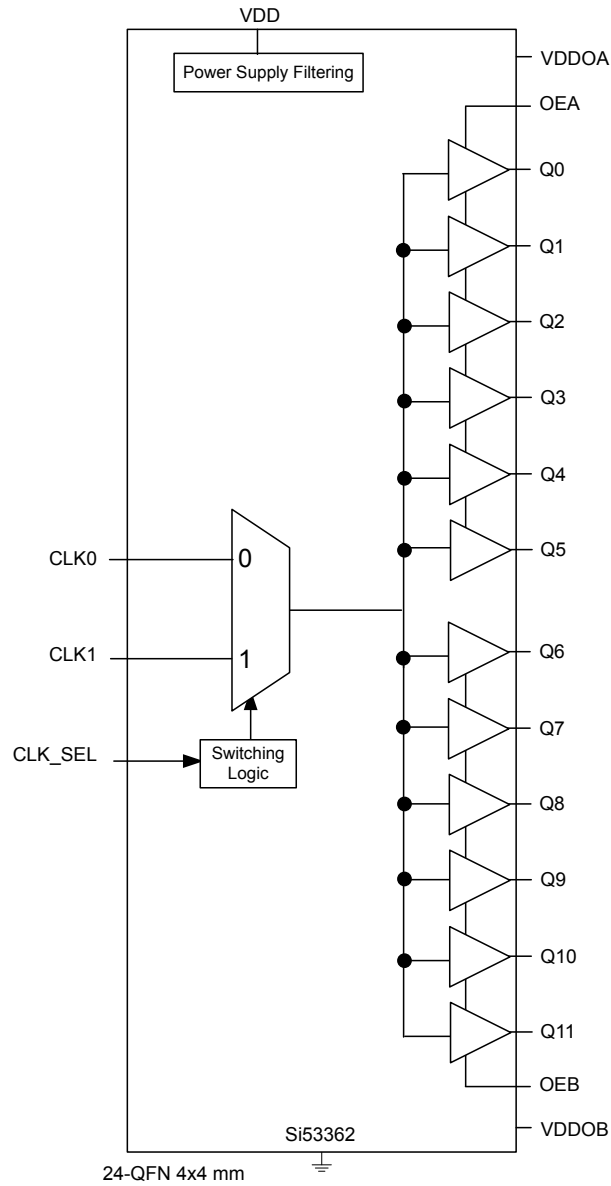 VDD
Power Supply Filtering
VDDOA
OEA
Q0
Q1
Q2
Q3
Q4
Q5
CLK0
0
CLK1
1
CLK_SEL
Switching
Logic
Q6
Q7
Q8
Q9
Q10
Q11
OEB
VDDOB
Si53362
24-QFN 4x4 mm